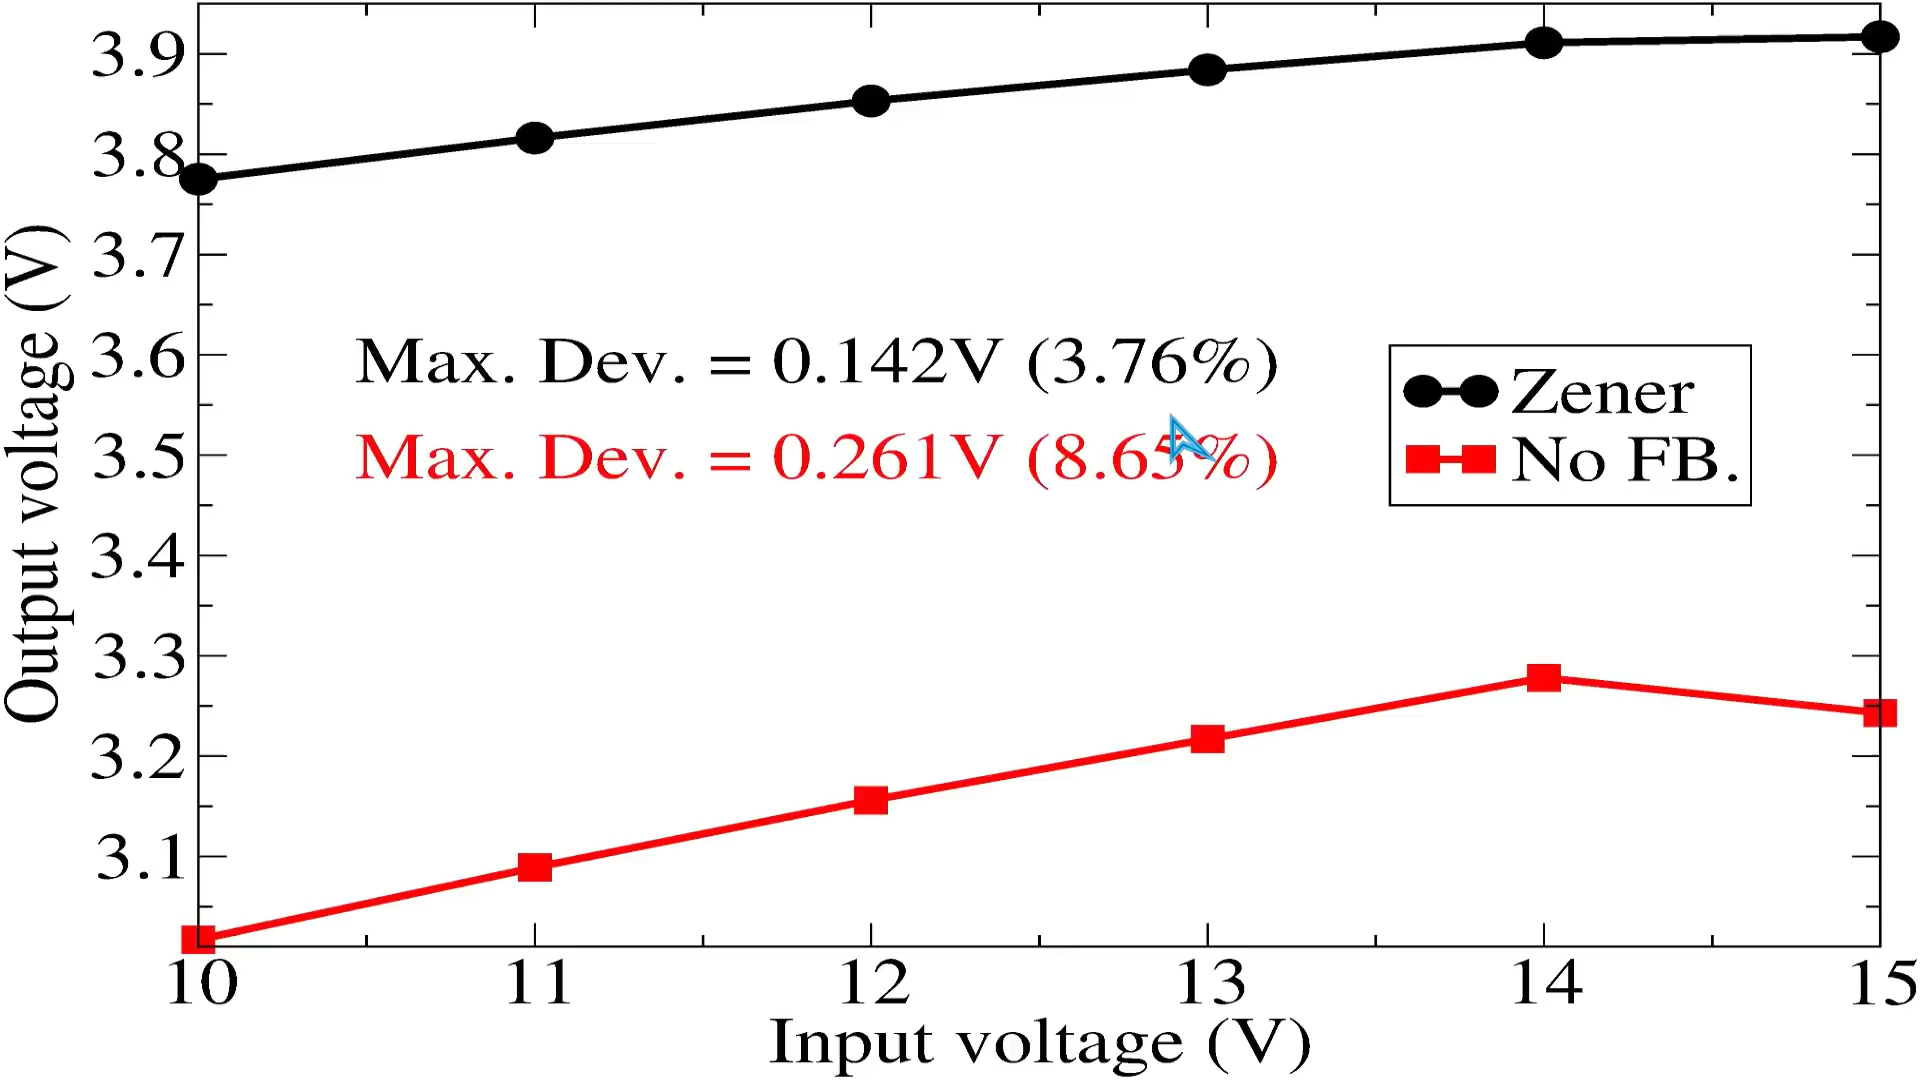 3.9
3.8
3.7
3.6
3.5
3.4
3.3
3.2
3.1
Output voltage (V)
Max. Dev. = 0.142V (3.76%)
Max. Dev. = 0.261V (8.65%)
Zener
No FB.
10 11 12 13 14 15
Input voltage (V)